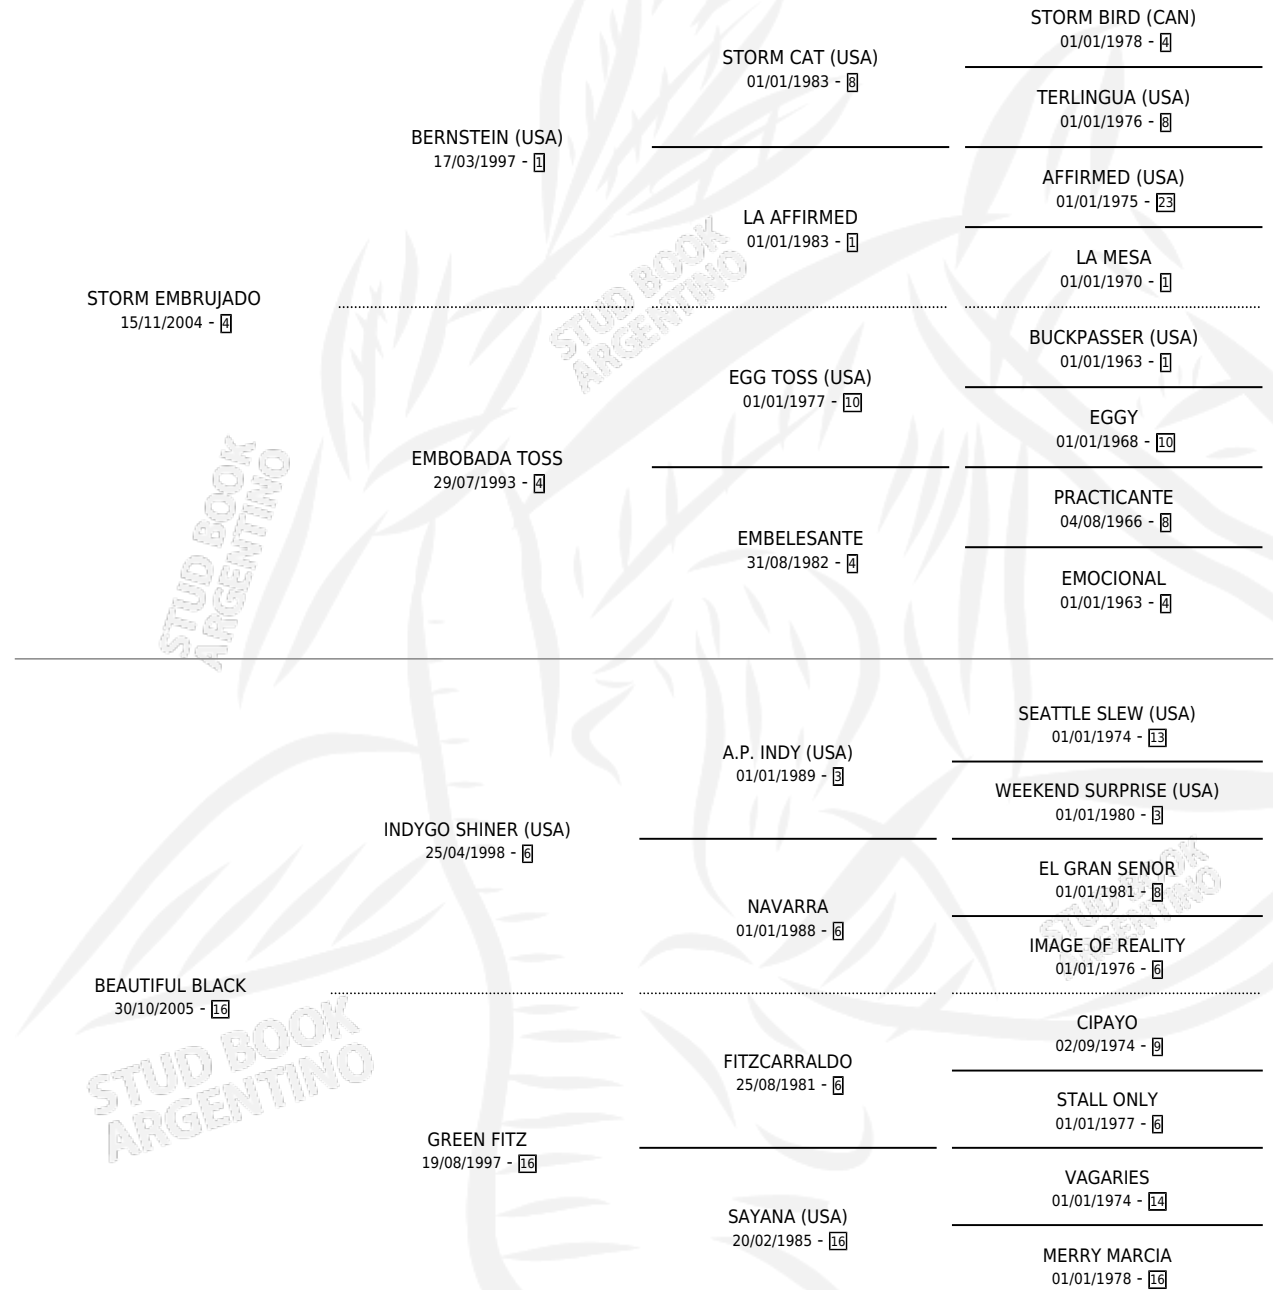 STORM BIRD (CAN)
01/01/1978 - 4
STORM CAT (USA)
01/01/1983 - 8
TERLINGUA (USA)
01/01/1976 - 8
BERNSTEIN (USA)
17/03/1997 - 1
AFFIRMED (USA)
01/01/1975 - 23
LA AFFIRMED
01/01/1983 - 1
LA MESA
01/01/1970 - 1
STORM EMBRUJADO
15/11/2004 - 4
BUCKPASSER (USA)
01/01/1963 - 1
EGG TOSS (USA)
01/01/1977 - 10
EGGY
01/01/1968 - 10
EMBOBADA TOSS
29/07/1993 - 4
PRACTICANTE
04/08/1966 - 8
EMBELESANTE
31/08/1982 - 4
EMOCIONAL
01/01/1963 - 4
SEATTLE SLEW (USA)
01/01/1974 - 13
A.P. INDY (USA)
01/01/1989 - 3
WEEKEND SURPRISE (USA)
01/01/1980 - 3
INDYGO SHINER (USA)
25/04/1998 - 6
EL GRAN SENOR
01/01/1981 - 8
NAVARRA
01/01/1988 - 6
IMAGE OF REALITY
01/01/1976 - 6
BEAUTIFUL BLACK
30/10/2005 - 16
CIPAYO
02/09/1974 - 9
FITZCARRALDO
25/08/1981 - 6
STALL ONLY
01/01/1977 - 6
GREEN FITZ
19/08/1997 - 16
VAGARIES
01/01/1974 - 14
SAYANA (USA)
20/02/1985 - 16
MERRY MARCIA
01/01/1978 - 16
STUD BOOK
ARGENTINO
STUD BOOK
ARGENTINO
STUD BOOK
ARGENTINO
STUD BOOK
ARGENTINO